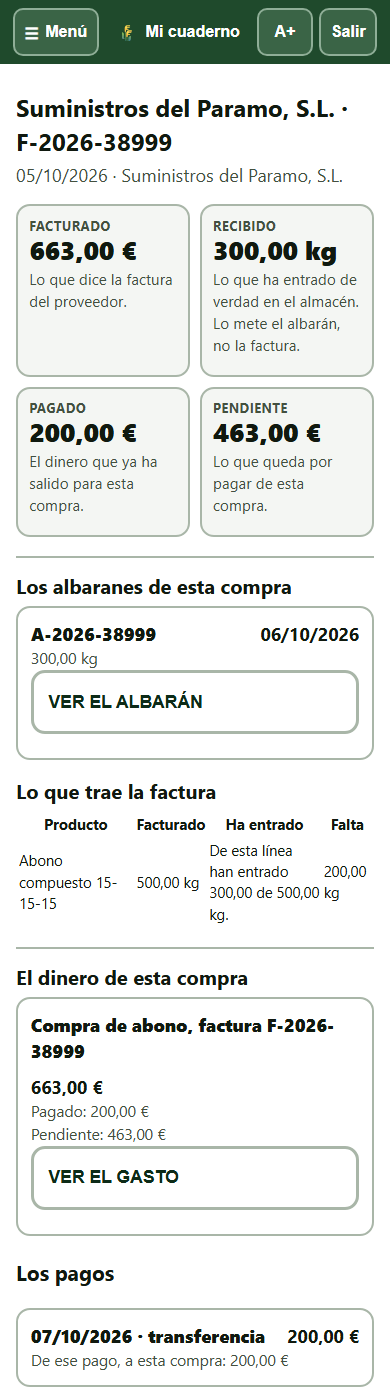 ☰ Menú
Mi cuaderno
A+
Salir
Suministros del Paramo, S.L. ·
F-2026-38999
05/10/2026 · Suministros del Paramo, S.L.
FACTURADO
663,00 €
Lo que dice la factura
del proveedor.
RECIBIDO
300,00 kg
Lo que ha entrado de
verdad en el almacén.
Lo mete el albarán,
no la factura.
PAGADO
200,00 €
El dinero que ya ha
salido para esta
compra.
PENDIENTE
463,00 €
Lo que queda por
pagar de esta
compra.
Los albaranes de esta compra
A-2026-38999 06/10/2026
300,00 kg
VER EL ALBARÁN
Lo que trae la factura
Producto Facturado Ha entrado Falta
Abono
compuesto 15-
15-15
500,00 kg
De esta línea
han entrado
300,00 de 500,00
kg.
200,00
kg
El dinero de esta compra
Compra de abono, factura F-2026-
38999
663,00 €
Pagado: 200,00 €
Pendiente: 463,00 €
VER EL GASTO
Los pagos
07/10/2026 · transferencia 200,00 €
De ese pago, a esta compra: 200,00 €